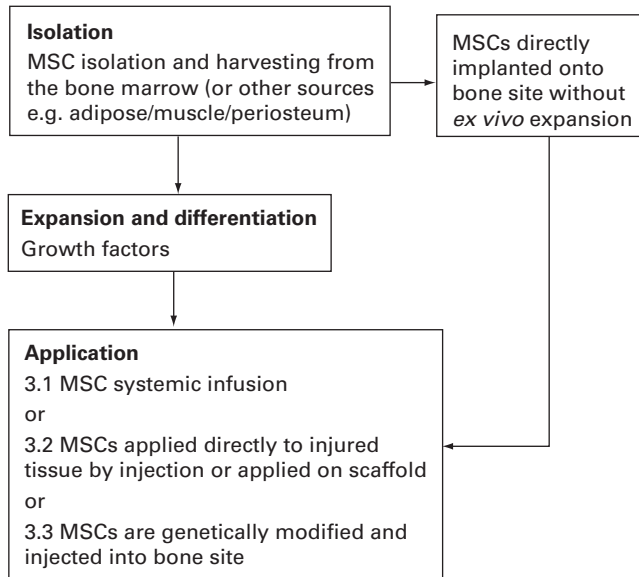 Isolation
MSC isolation and harvesting from
the bone marrow (or other sources
e.g. adipose/muscle/periosteum)
MSCs directly
implanted onto
bone site without
ex vivo expansion
Expansion and differentiation
Growth factors
Application
3.1 MSC systemic infusion
or
3.2 MSCs applied directly to injured
tissue by injection or applied on scaffold
or
3.3 MSCs are genetically modified and
injected into bone site